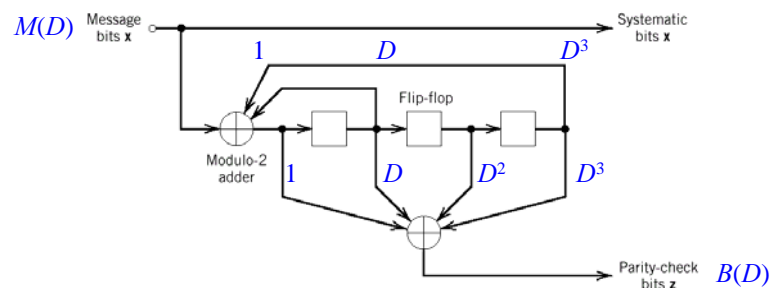 M(D) Message bits x
Systematic bits x
1 D D³
Flip-flop
Modulo-2 adder
1 D D² D³
Parity-check bits z B(D)